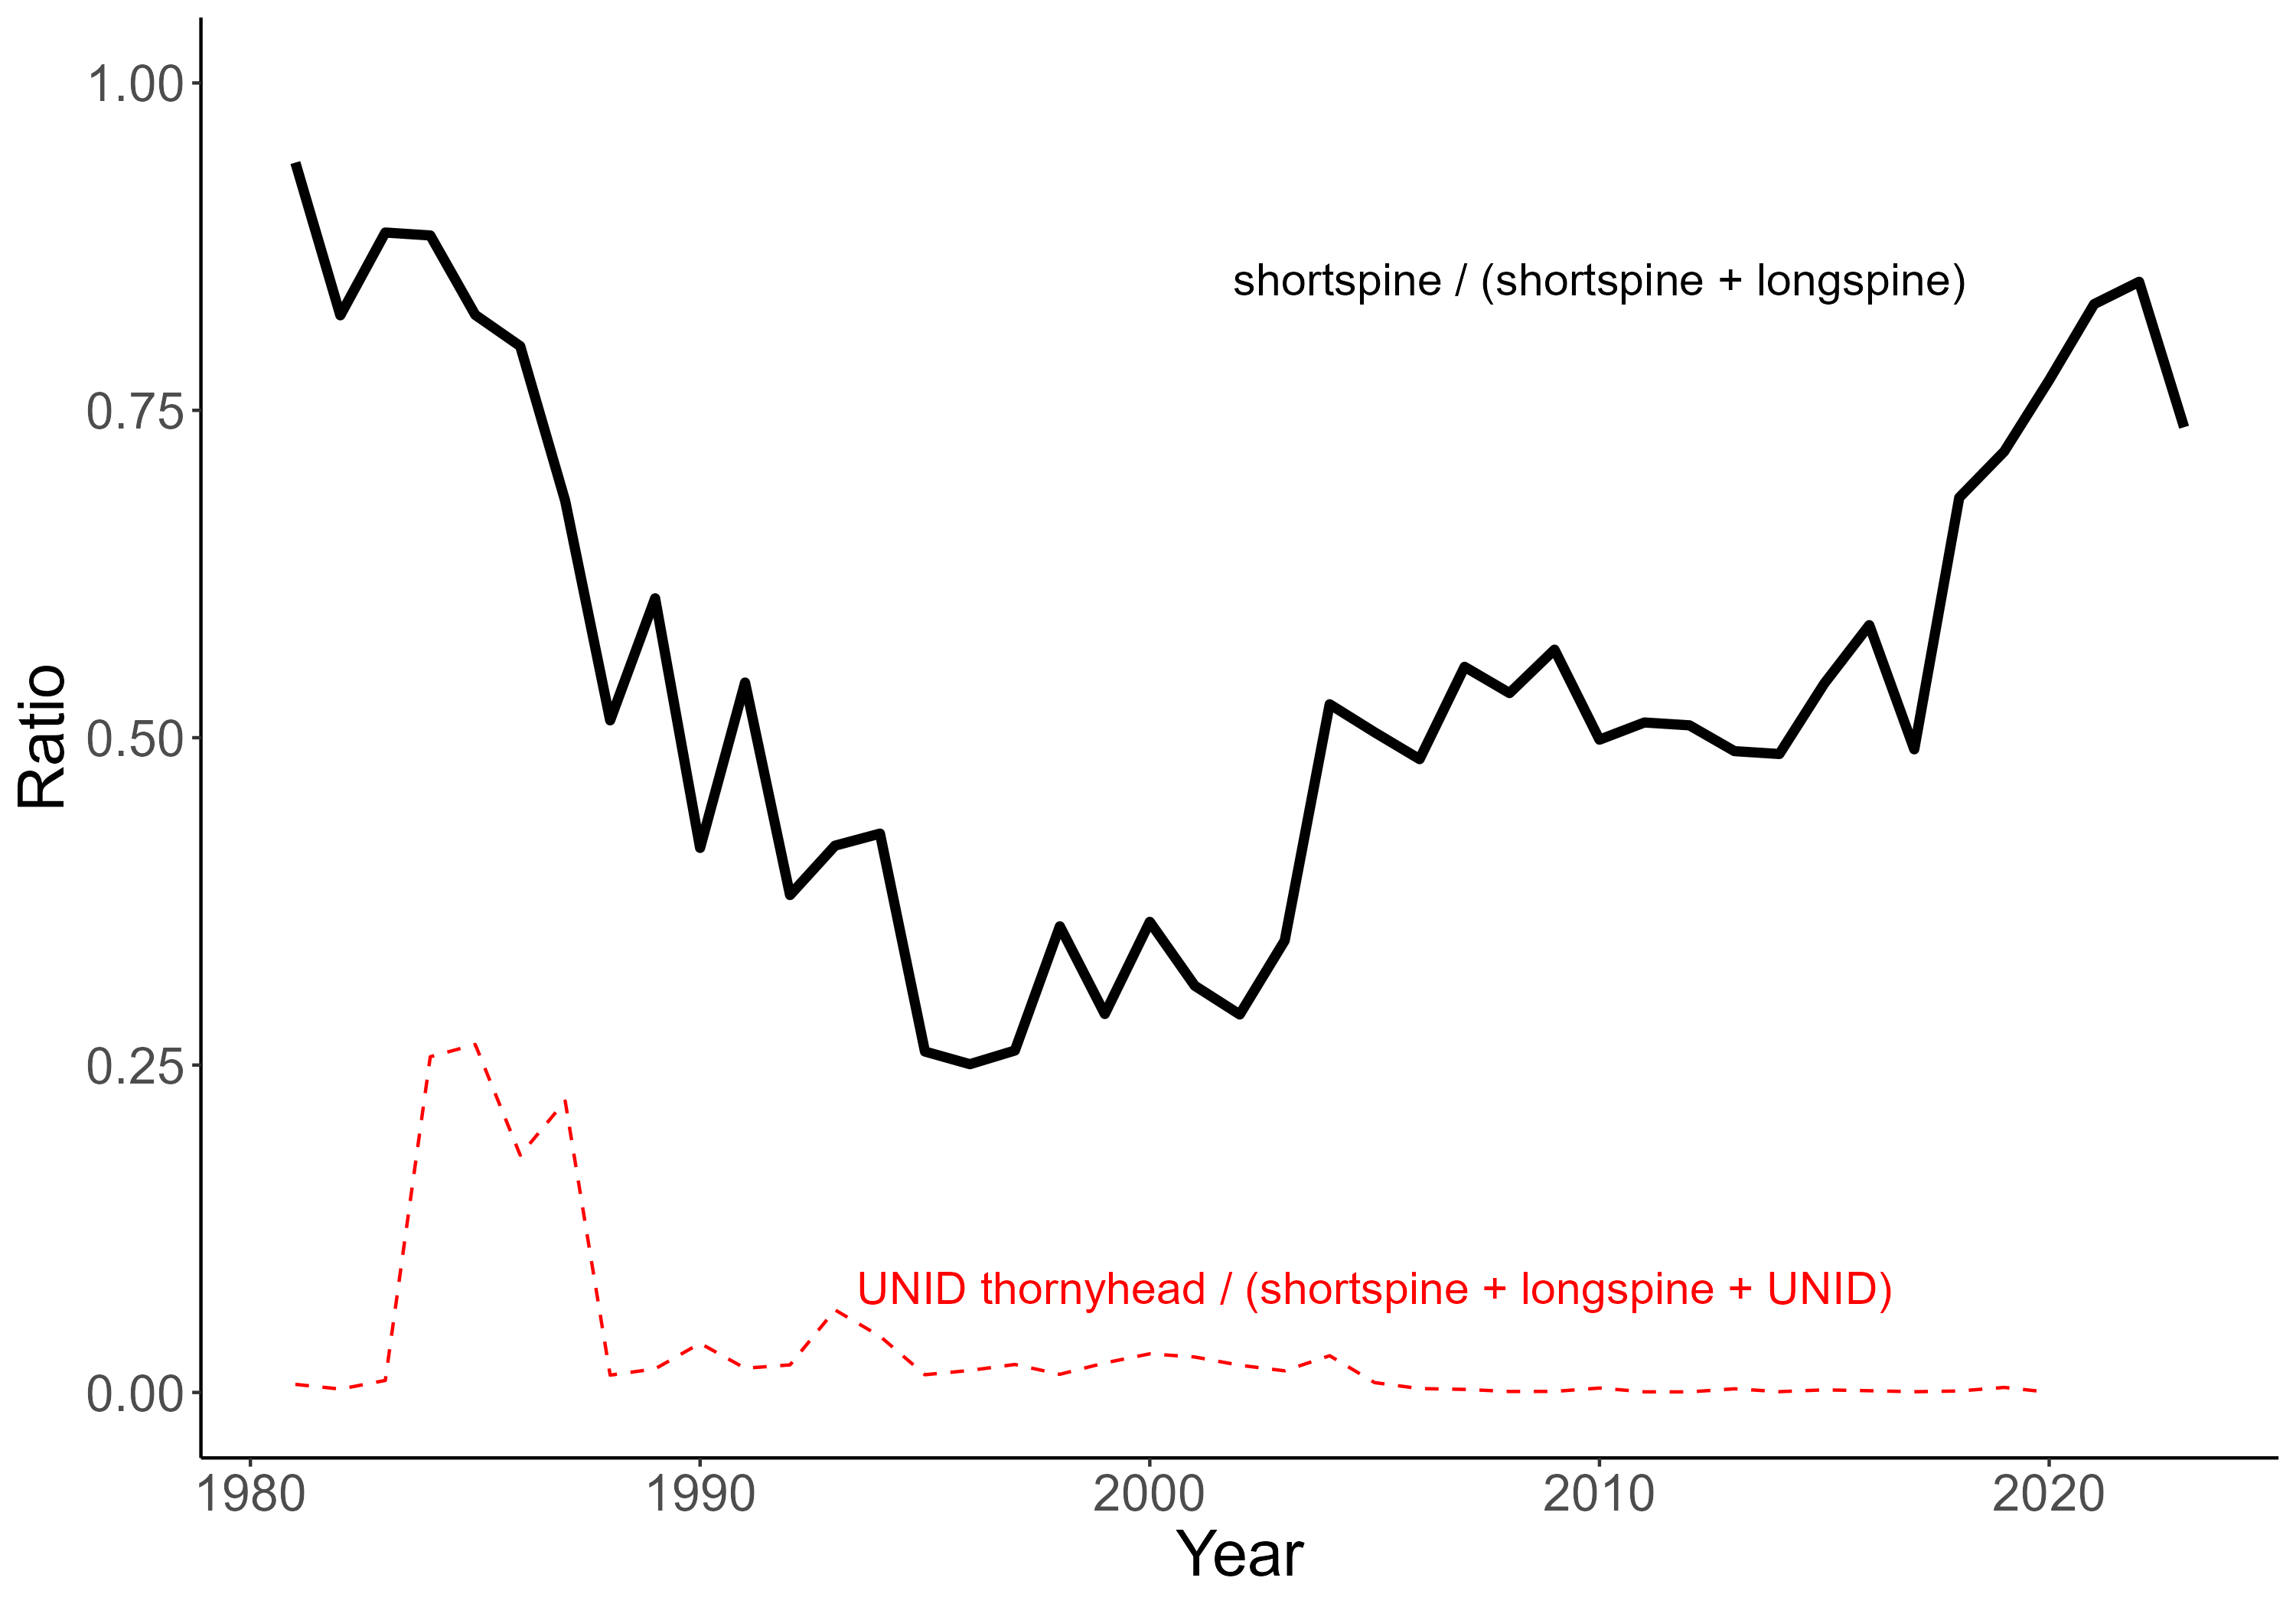 1.00
0.75
0.50
0.25
0.00
Ratio
shortspine / (shortspine + longspine)
UNID thornyhead / (shortspine + longspine + UNID)
1980
1990
2000
2010
2020
Year